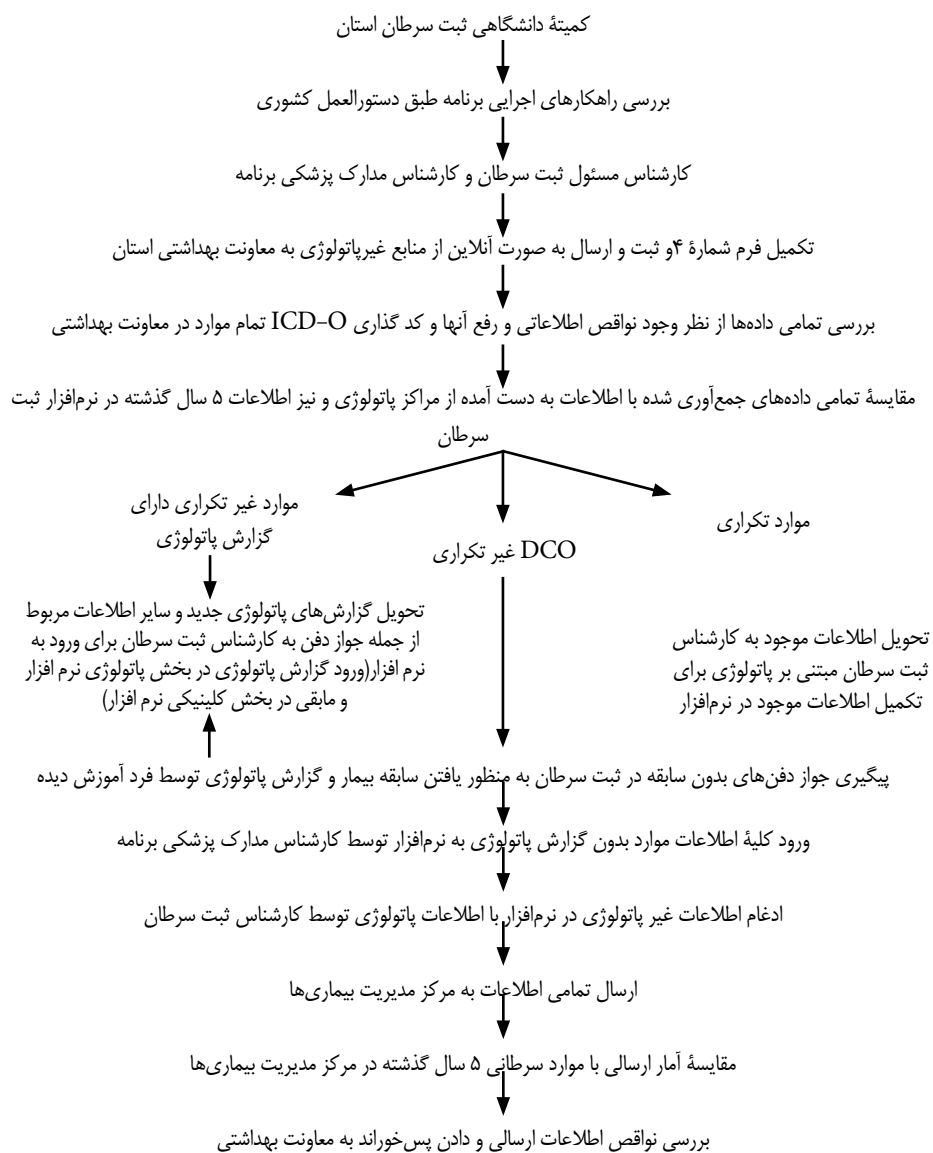 کمیتهٔ دانشگاهی ثبت سرطان استان
بررسی راهکارهای اجرایی برنامه طبق دستورالعمل کشوری
کارشناس مسئول ثبت سرطان و کارشناس مدارک پزشکی برنامه
تکمیل فرم شمارهٔ ۴و ثبت و ارسال به صورت آنلاین از منابع غیرپاتولوژی به معاونت بهداشتی استان
بررسی تمامی داده‌ها از نظر وجود نواقص اطلاعاتی و رفع آنها و کد گذاری ICD-O تمام موارد در معاونت بهداشتی
مقایسهٔ تمامی داده‌های جمع‌آوری شده با اطلاعات به دست آمده از مراکز پاتولوژی و نیز اطلاعات ۵ سال گذشته در نرم‌افزار ثبت
سرطان
موارد تکراری
DCO غیر تکراری
موارد غیر تکراری دارای
گزارش پاتولوژی
تحویل اطلاعات موجود به کارشناس
ثبت سرطان مبتنی بر پاتولوژی برای
تکمیل اطلاعات موجود در نرم‌افزار
تحویل گزارش‌های پاتولوژی جدید و سایر اطلاعات مربوط
از جمله جواز دفن به کارشناس ثبت سرطان برای ورود به
نرم افزار(ورود گزارش پاتولوژی در بخش پاتولوژی نرم افزار
و مابقی در بخش کلینیکی نرم افزار)
پیگیری جواز دفن‌های بدون سابقه در ثبت سرطان به منظور یافتن سابقه بیمار و گزارش پاتولوژی توسط فرد آموزش دیده
ورود کلیهٔ اطلاعات موارد بدون گزارش پاتولوژی به نرم‌افزار توسط کارشناس مدارک پزشکی برنامه
ادغام اطلاعات غیر پاتولوژی در نرم‌افزار با اطلاعات پاتولوژی توسط کارشناس ثبت سرطان
ارسال تمامی اطلاعات به مرکز مدیریت بیماری‌ها
مقایسهٔ آمار ارسالی با موارد سرطانی ۵ سال گذشته در مرکز مدیریت بیماری‌ها
بررسی نواقص اطلاعات ارسالی و دادن پس‌خوراند به معاونت بهداشتی